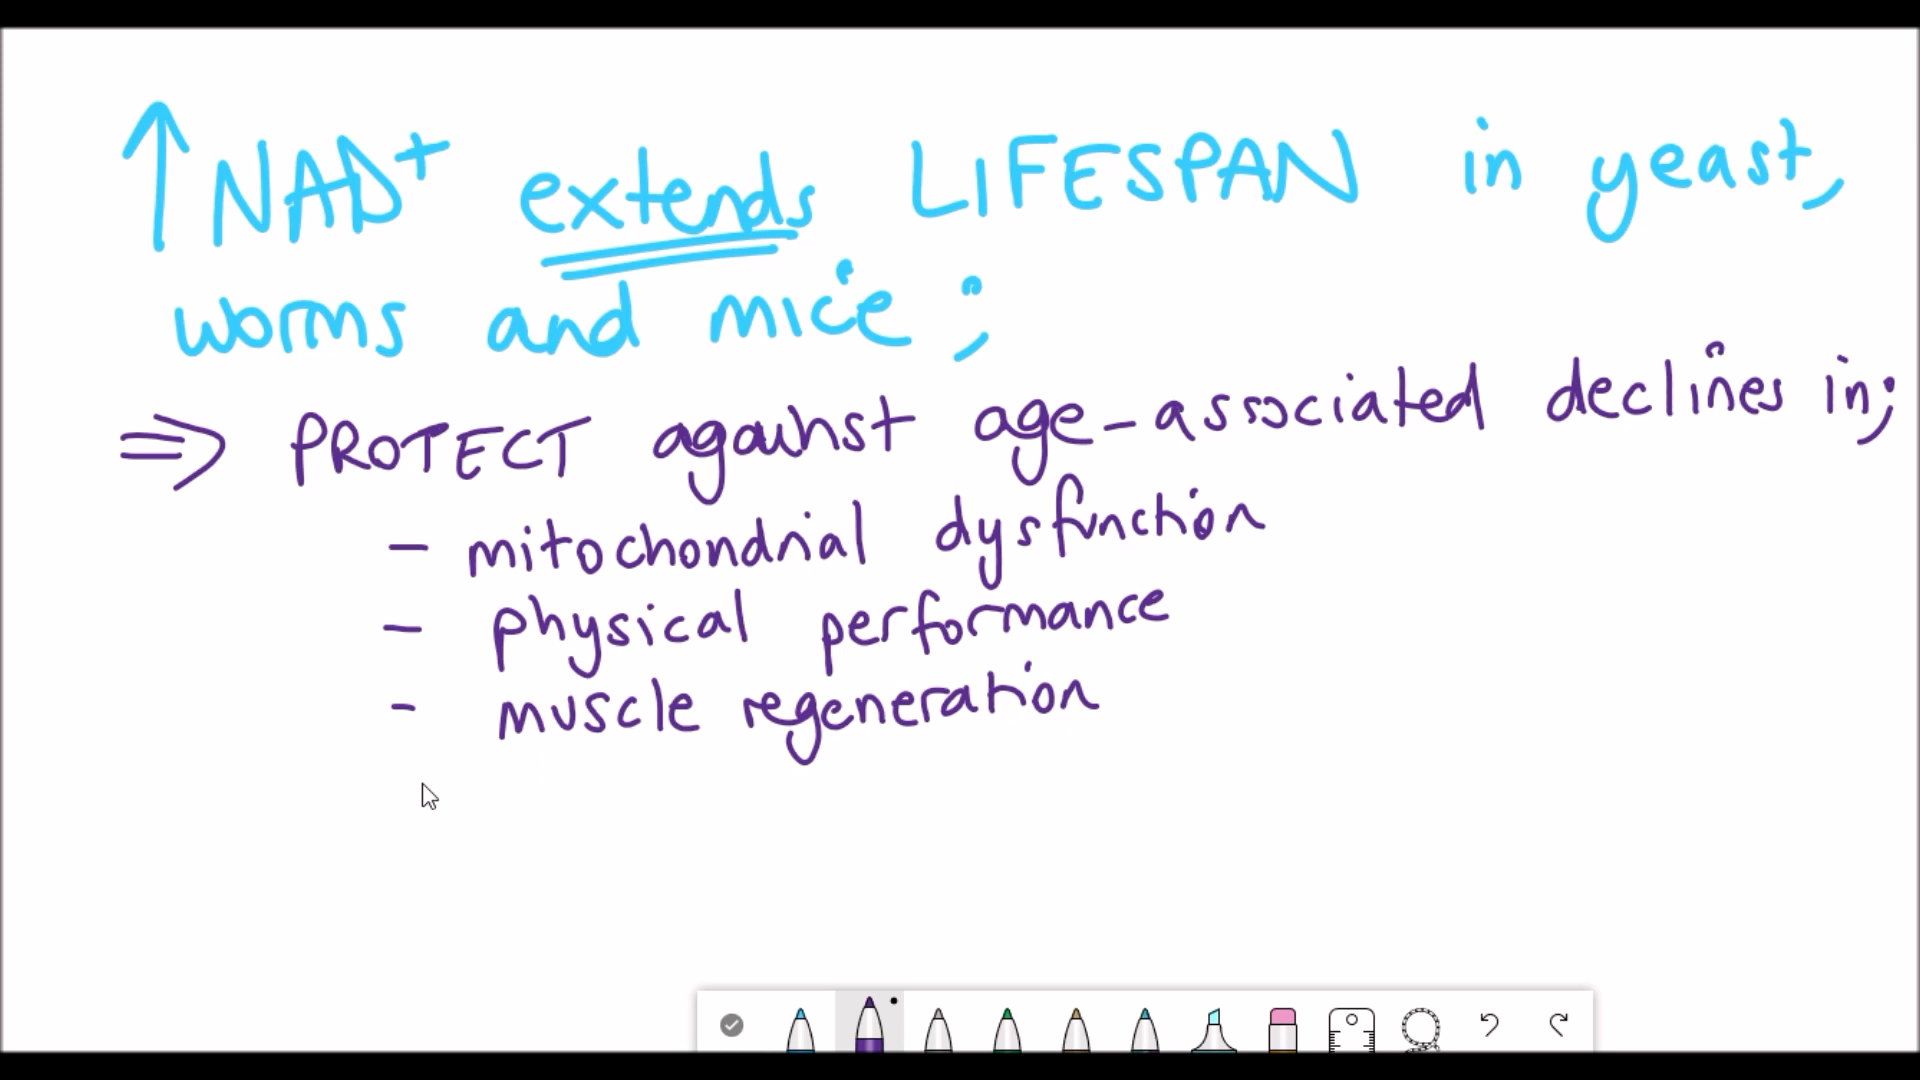 ↑ NAD+ extends LIFESPAN in yeast,
worms and mice;
⇒ PROTECT against age-associated declines in;
- mitochondrial dysfunction
- physical performance
- muscle regeneration